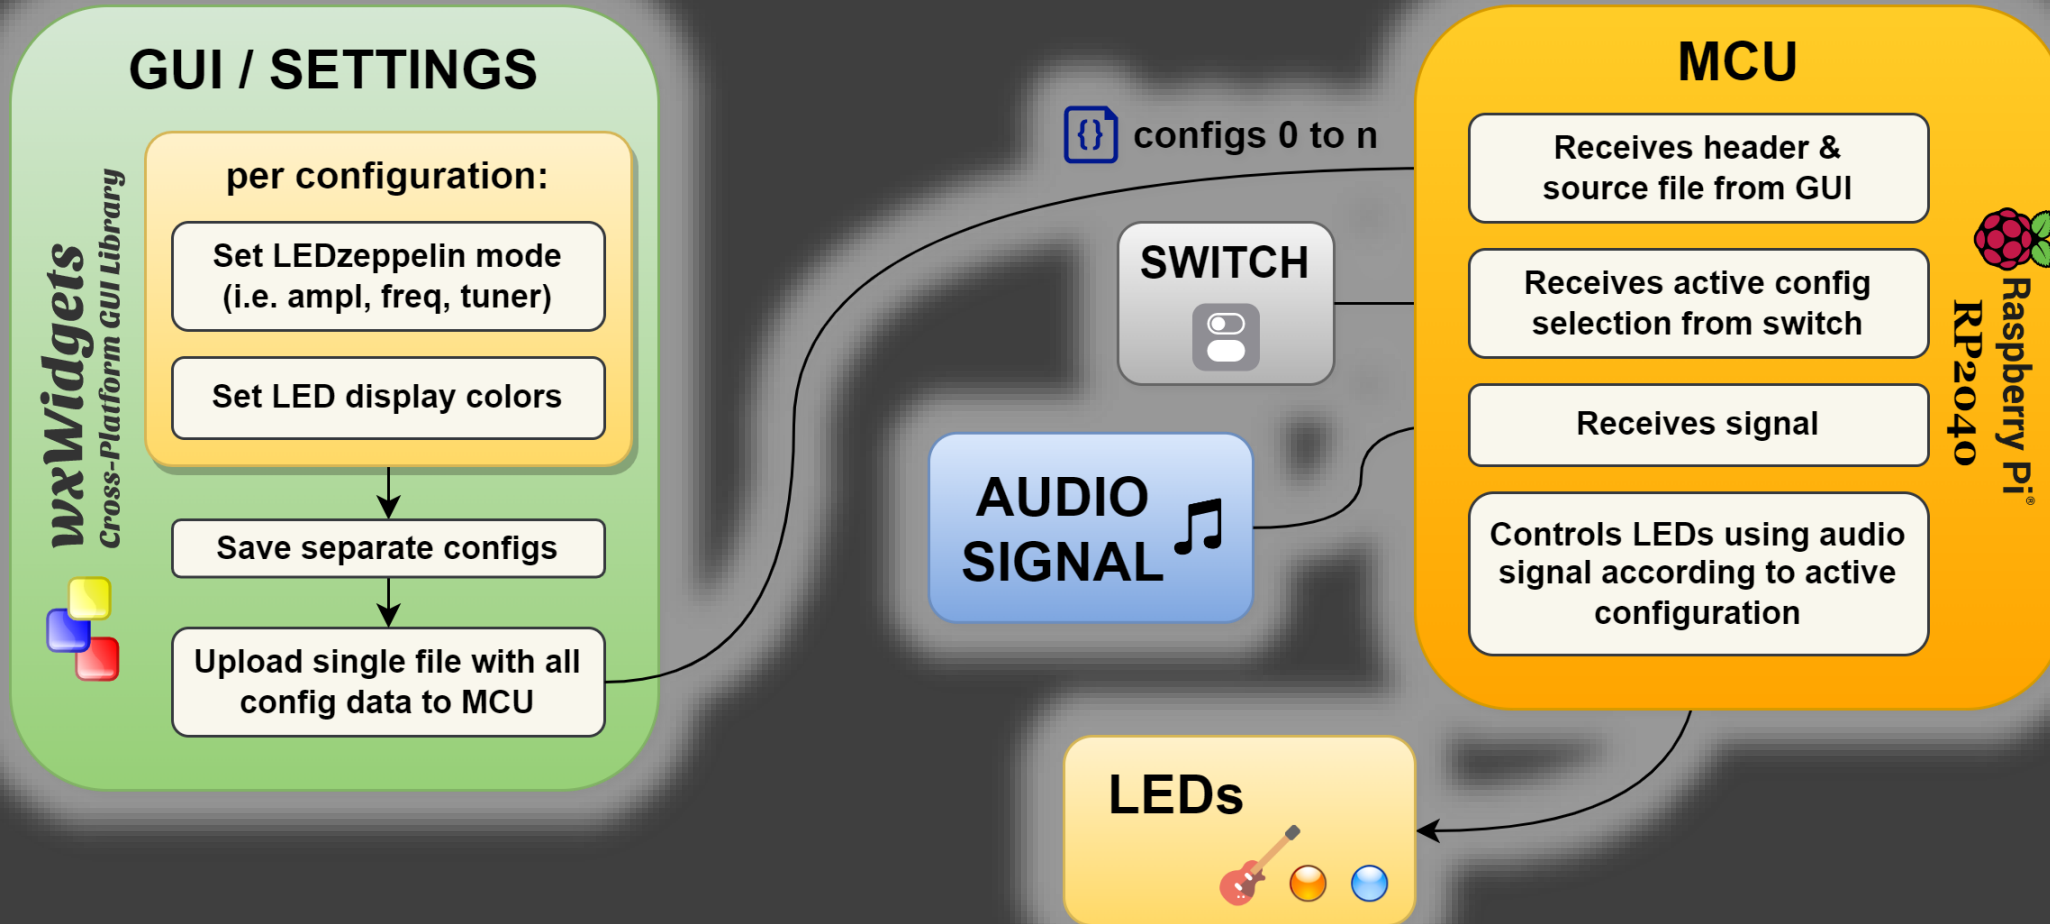 GUI / SETTINGS
wxWidgets
Cross-Platform GUI Library
per configuration:
Set LEDzeppelin mode
(i.e. ampl, freq, tuner)
Set LED display colors
Save separate configs
Upload single file with all
config data to MCU
{} configs 0 to n
SWITCH
AUDIO
SIGNAL
LEDs
MCU
Receives header &
source file from GUI
Receives active config
selection from switch
Receives signal
Controls LEDs using audio
signal according to active
configuration
Raspberry Pi®
RP2040